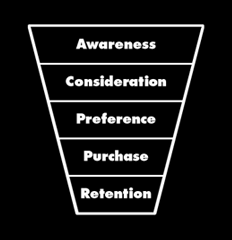 Awareness
Consideration
Preference
Purchase
Retention